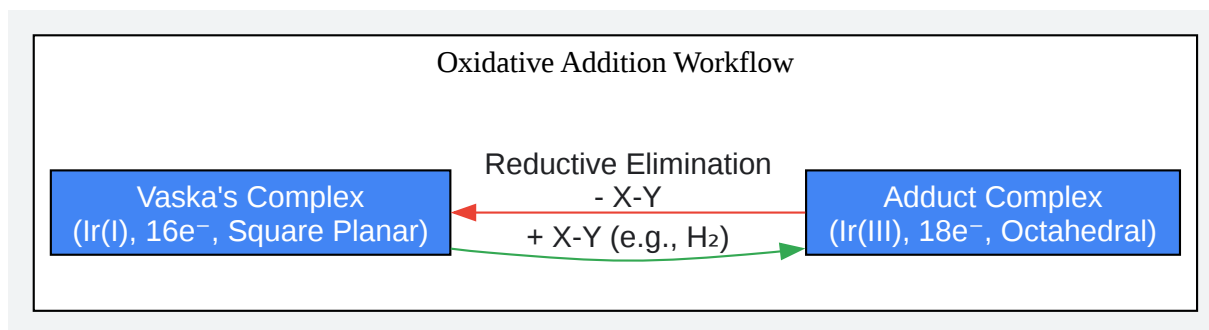 Oxidative Addition Workflow
Reductive Elimination
- X-Y
Vaska's Complex
(Ir(I), 16e⁻, Square Planar)
+ X-Y (e.g., H₂)
Adduct Complex
(Ir(III), 18e⁻, Octahedral)